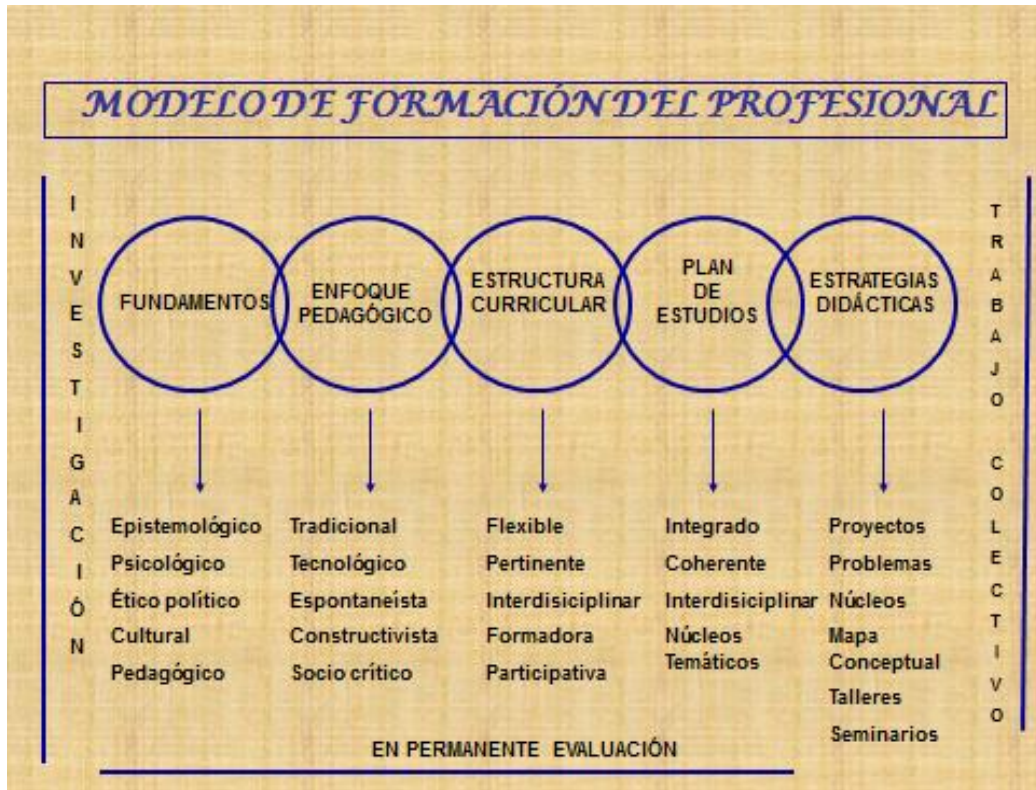 MODELO DE FORMACIÓN DEL PROFESIONAL
INVESTIGACIÓN
FUNDAMENTOS
ENFOQUE
PEDAGÓGICO
ESTRUCTURA
CURRICULAR
PLAN
DE
ESTUDIOS
ESTRATEGIAS
DIDÁCTICAS
TRABAJO COLECTIVO
Epistemológico
Psicológico
Ético político
Cultural
Pedagógico
Tradicional
Tecnológico
Espontaneísta
Constructivista
Socio crítico
Flexible
Pertinente
Interdisiciplinar
Formadora
Participativa
Integrado
Coherente
Interdisiciplinar
Núcleos
Temáticos
Proyectos
Problemas
Núcleos
Mapa
Conceptual
Talleres
Seminarios
EN PERMANENTE EVALUACIÓN